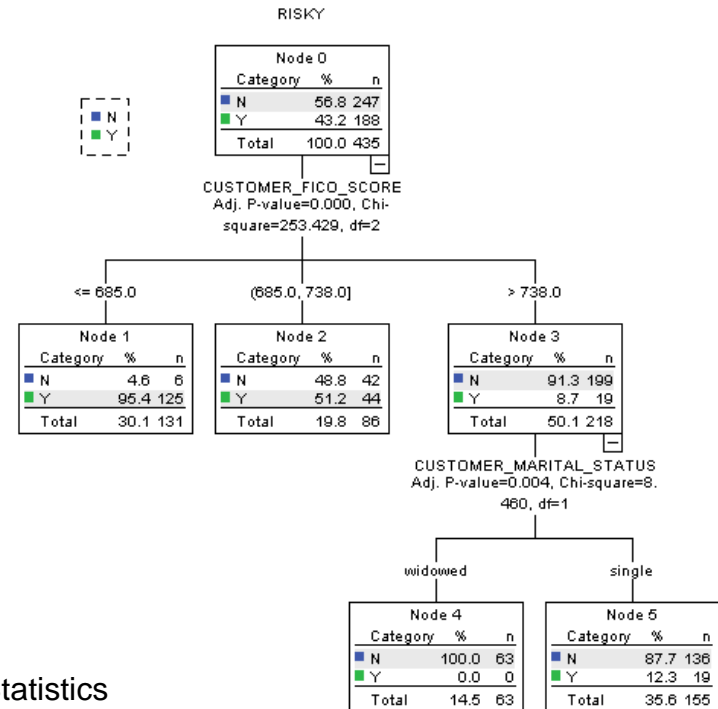 RISKY
N
Y
Node 0
Category % n
N 56.8 247
Y 43.2 188
Total 100.0 435
CUSTOMER_FICO_SCORE
Adj. P-value=0.000, Chi-
square=253.429, df=2
<= 685.0
(685.0, 738.0]
> 738.0
Node 1
Category % n
N 4.6 6
Y 95.4 125
Total 30.1 131
Node 2
Category % n
N 48.8 42
Y 51.2 44
Total 19.8 86
Node 3
Category % n
N 91.3 199
Y 8.7 19
Total 50.1 218
CUSTOMER_MARITAL_STATUS
Adj. P-value=0.004, Chi-square=8.
460, df=1
widowed
single
Node 4
Category % n
N 100.0 63
Y 0.0 0
Total 14.5 63
Node 5
Category % n
N 87.7 136
Y 12.3 19
Total 35.6 155
tatistics